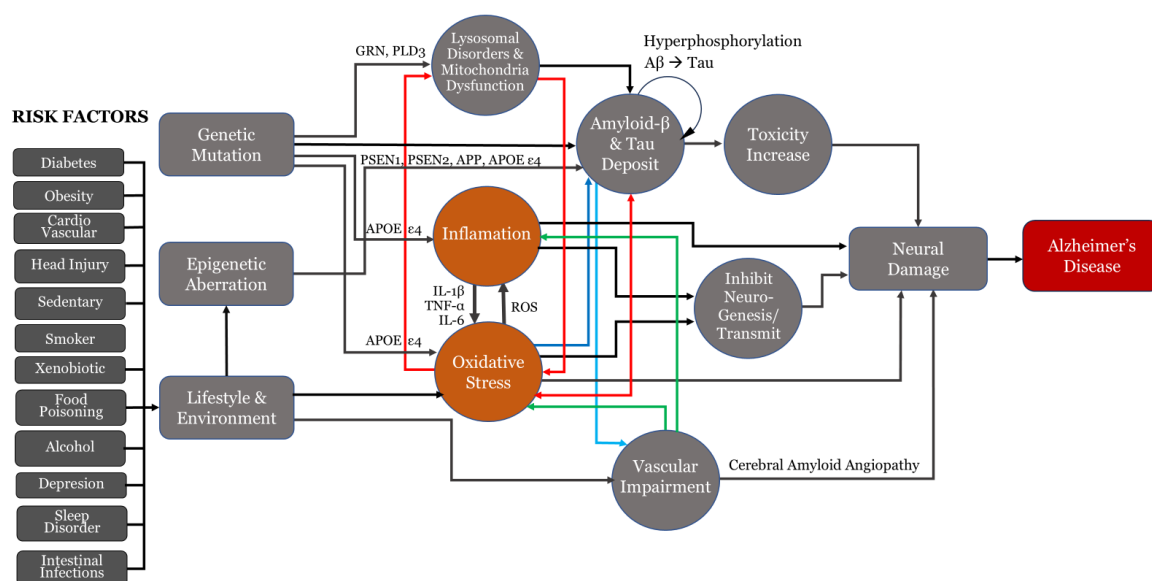 RISK FACTORS
Diabetes
Obesity
Cardio
Vascular
Head Injury
Sedentary
Smoker
Xenobiotic
Food
Poisoning
Alcohol
Depresion
Sleep
Disorder
Intestinal
Infections
Genetic
Mutation
Epigenetic
Aberration
Lifestyle &
Environment
GRN, PLD3
PSEN1, PSEN2, APP, APOE ε4
APOE ε4
APOE ε4
Lysosomal
Disorders &
Mitochondria
Dysfunction
Inflamation
IL-1β
TNF-α
IL-6
ROS
Oxidative
Stress
Hyperphosphorylation
Aβ → Tau
Amyloid-β
& Tau
Deposit
Toxicity
Increase
Inhibit
Neuro-
Genesis/
Transmit
Vascular
Impairment
Cerebral Amyloid Angiopathy
Neural
Damage
Alzheimer's
Disease